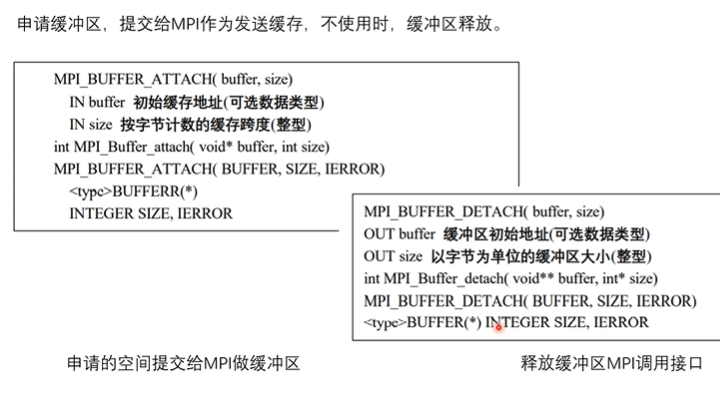 申请缓冲区，提交给MPI作为发送缓存，不使用时，缓冲区释放。
MPI_BUFFER_ATTACH( buffer, size)
IN buffer 初始缓存地址(可选数据类型)
IN size 按字节计数的缓存跨度(整型)
int MPI_Buffer_attach( void* buffer, int size)
MPI_BUFFER_ATTACH( BUFFER, SIZE, IERROR)
<type>BUFFERR(*)
INTEGER SIZE, IERROR
MPI_BUFFER_DETACH( buffer, size)
OUT buffer 缓冲区初始地址(可选数据类型)
OUT size 以字节为单位的缓冲区大小(整型)
int MPI_Buffer_detach( void** buffer, int* size)
MPI_BUFFER_DETACH( BUFFER, SIZE, IERROR)
<type>BUFFER(*) INTEGER SIZE, IERROR
申请的空间提交给MPI做缓冲区
释放缓冲区MPI调用接口